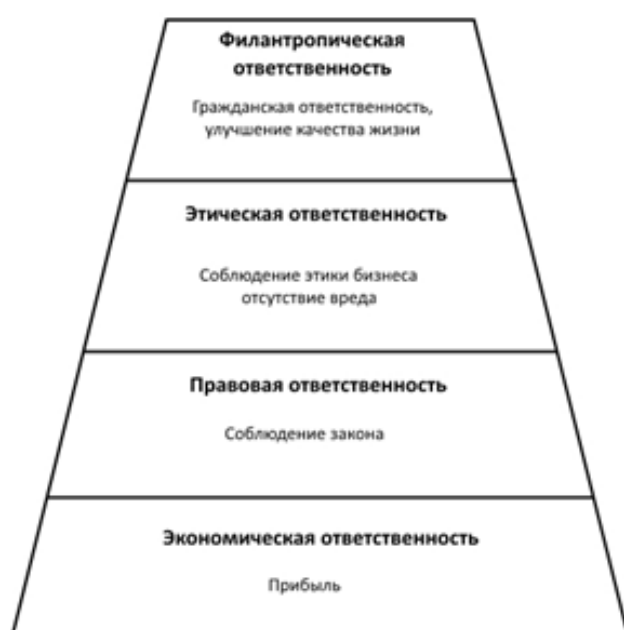 Филантропическая
ответственность
Гражданская ответственность,
улучшение качества жизни
Этическая ответственность
Соблюдение этики бизнеса
отсутствие вреда
Правовая ответственность
Соблюдение закона
Экономическая ответственность
Прибыль